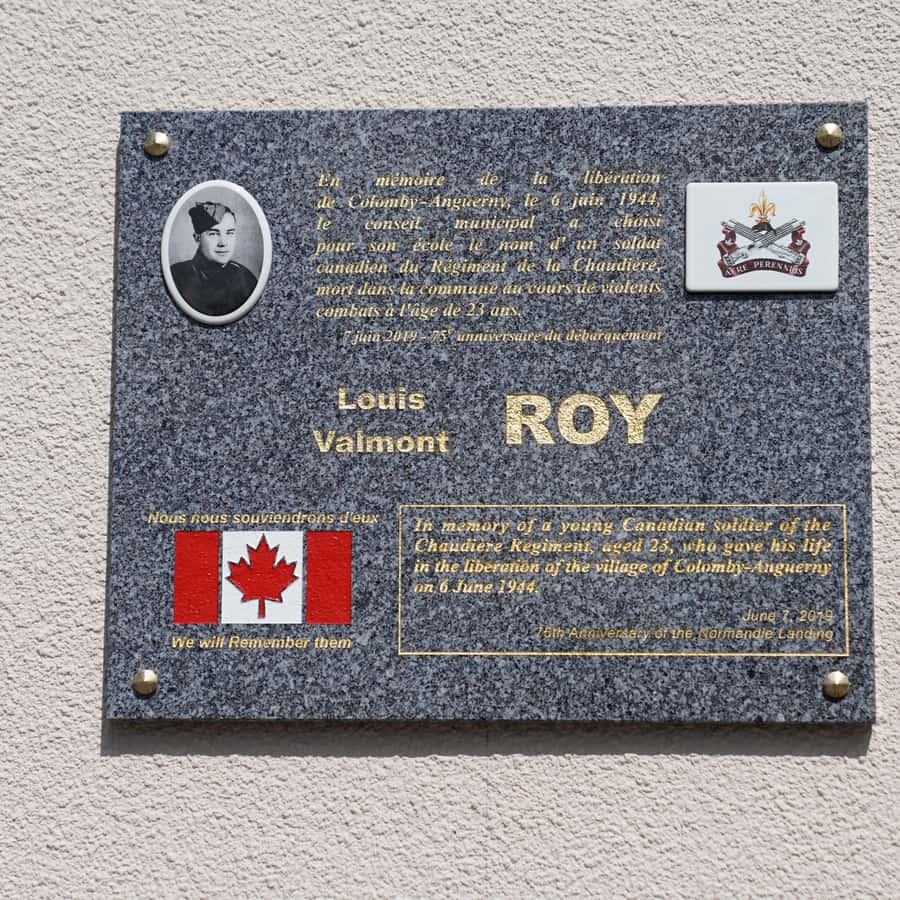 En mémoire de la libération
de Colomby-Anguerny, le 6 juin 1944,
le conseil municipal a choisi
pour son école le nom d' un soldat
canadien du Régiment de la Chaudière,
mort dans la commune au cours de violents
combats à l'âge de 23 ans.
7 juin 2019 - 75e anniversaire du débarquement
AERE PERENNIUS
Louis
Valmont
ROY
Nous nous souviendrons d'eux
We will Remember them
In memory of a young Canadian soldier of the
Chaudière Régiment, aged 23, who gave his life
in the liberation of the village of Colomby-Anguerny
on 6 June 1944.
June 7, 2019
75th Anniversary of the Normandie Landing